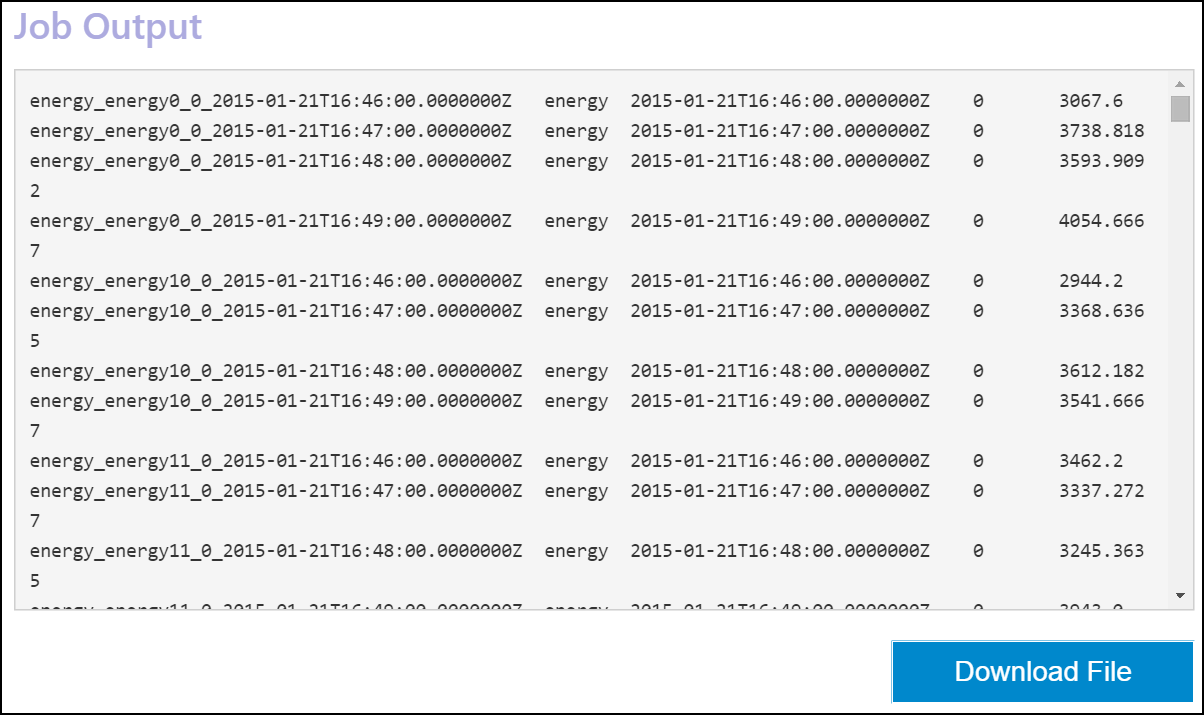 Job Output
energy_energy0_0_2015-01-21T16:46:00.0000000Z energy 2015-01-21T16:46:00.0000000Z 0 3067.6
energy_energy0_0_2015-01-21T16:47:00.0000000Z energy 2015-01-21T16:47:00.0000000Z 0 3738.818
energy_energy0_0_2015-01-21T16:48:00.0000000Z energy 2015-01-21T16:48:00.0000000Z 0 3593.909
2
energy_energy0_0_2015-01-21T16:49:00.0000000Z energy 2015-01-21T16:49:00.0000000Z 0 4054.666
7
energy_energy10_0_2015-01-21T16:46:00.0000000Z energy 2015-01-21T16:46:00.0000000Z 0 2944.2
energy_energy10_0_2015-01-21T16:47:00.0000000Z energy 2015-01-21T16:47:00.0000000Z 0 3368.636
5
energy_energy10_0_2015-01-21T16:48:00.0000000Z energy 2015-01-21T16:48:00.0000000Z 0 3612.182
energy_energy10_0_2015-01-21T16:49:00.0000000Z energy 2015-01-21T16:49:00.0000000Z 0 3541.666
7
energy_energy11_0_2015-01-21T16:46:00.0000000Z energy 2015-01-21T16:46:00.0000000Z 0 3462.2
energy_energy11_0_2015-01-21T16:47:00.0000000Z energy 2015-01-21T16:47:00.0000000Z 0 3337.272
7
energy_energy11_0_2015-01-21T16:48:00.0000000Z energy 2015-01-21T16:48:00.0000000Z 0 3245.363
5
Download File